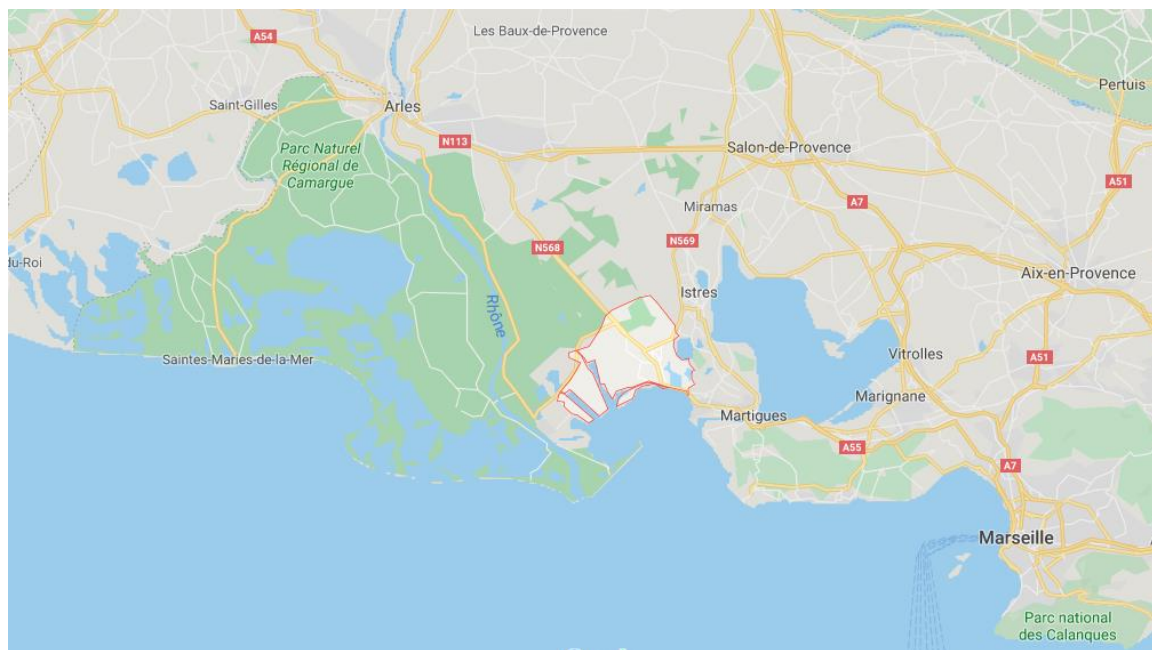 A54
Les Baux-de-Provence
Pertuis
Saint-Gilles
Arles
Parc Naturel
Régional de
Camargue
N113
Salon-de-Provence
A51
A7
Miramas
N568
N569
du-Roi
Aix-en-Provence
Istres
Rhône
Saintes-Maries-de-la-Mer
Vitrolles
A51
Marignane
Martigues
A55
A7
Marseille
Parc national
des Calanques